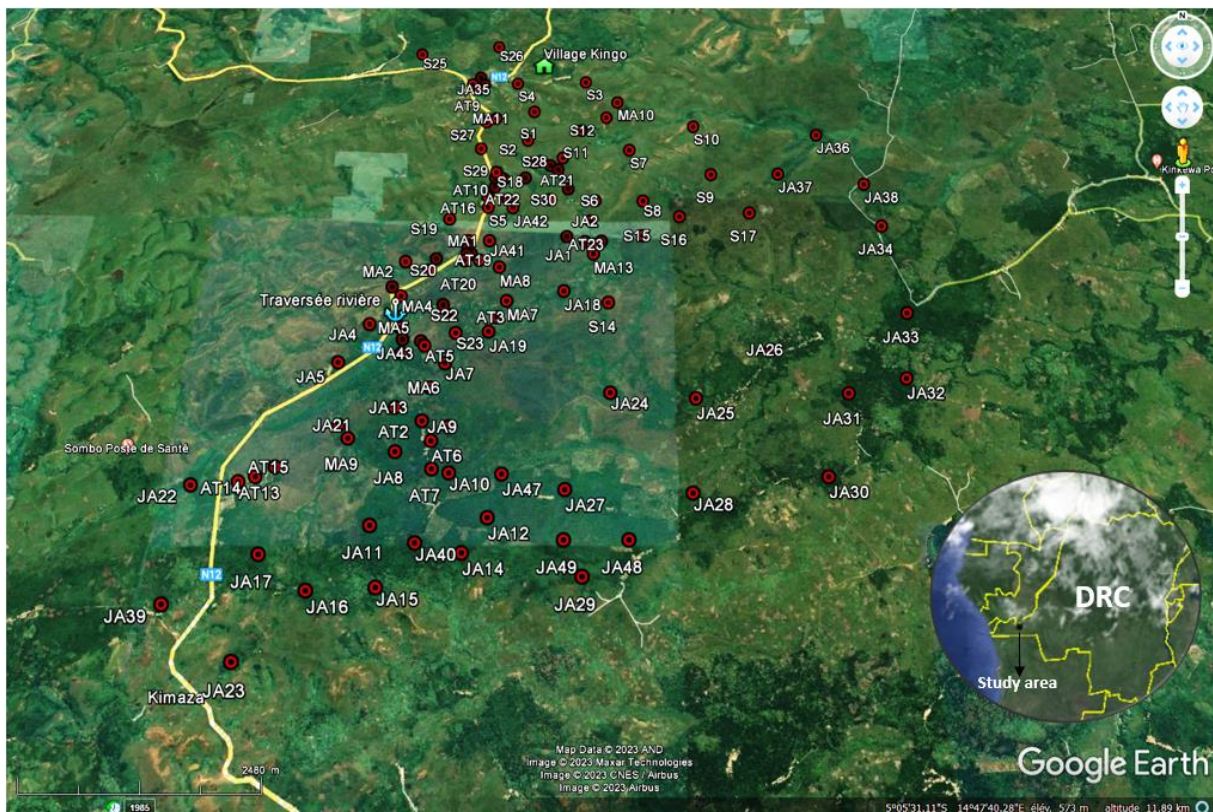 N
S26
Village Kingo
S25
N12
JA35
S4
S3
AT9
MA11
MA10
S12
S10
S27
S1
JA36
S2
S11
S7
S28
Kinkewa Po
S29
S18
AT21
JA37
JA38
AT10
S9
AT22
S30
S6
S8
AT16
S5
JA42
JA2
S19
S15
S16
S17
JA34
MA1
JA41
AT23
JA1
AT19
MA13
S20
MA8
MA2
AT20
Traversée rivière
MA4
S22
JA18
MA7
S14
AT3
MA5
JA4
JA33
N12
JA43
S23
JA19
AT5
JA26
JA5
JA7
MA6
JA24
JA32
JA25
JA31
JA13
JA21
JA9
AT2
MA9
Sombo Poste de Santè
AT6
AT15
JA8
JA10
JA47
AT14
AT13
JA22
AT7
JA27
JA28
JA30
JA12
JA11
JA40
JA14
JA49
JA48
N12
JA17
JA29
JA16
JA15
JA39
DRC
JA23
Kimaza
Study area
Map Data © 2023 AND
Image © 2023 Maxar Technologies
Image © 2023 CNES / Airbus
Image © 2023 Airbus
Google Earth
2480 m
1985
5°05'31.11"S 14°47'40.28"E élév. 573 m altitude 11.89 km